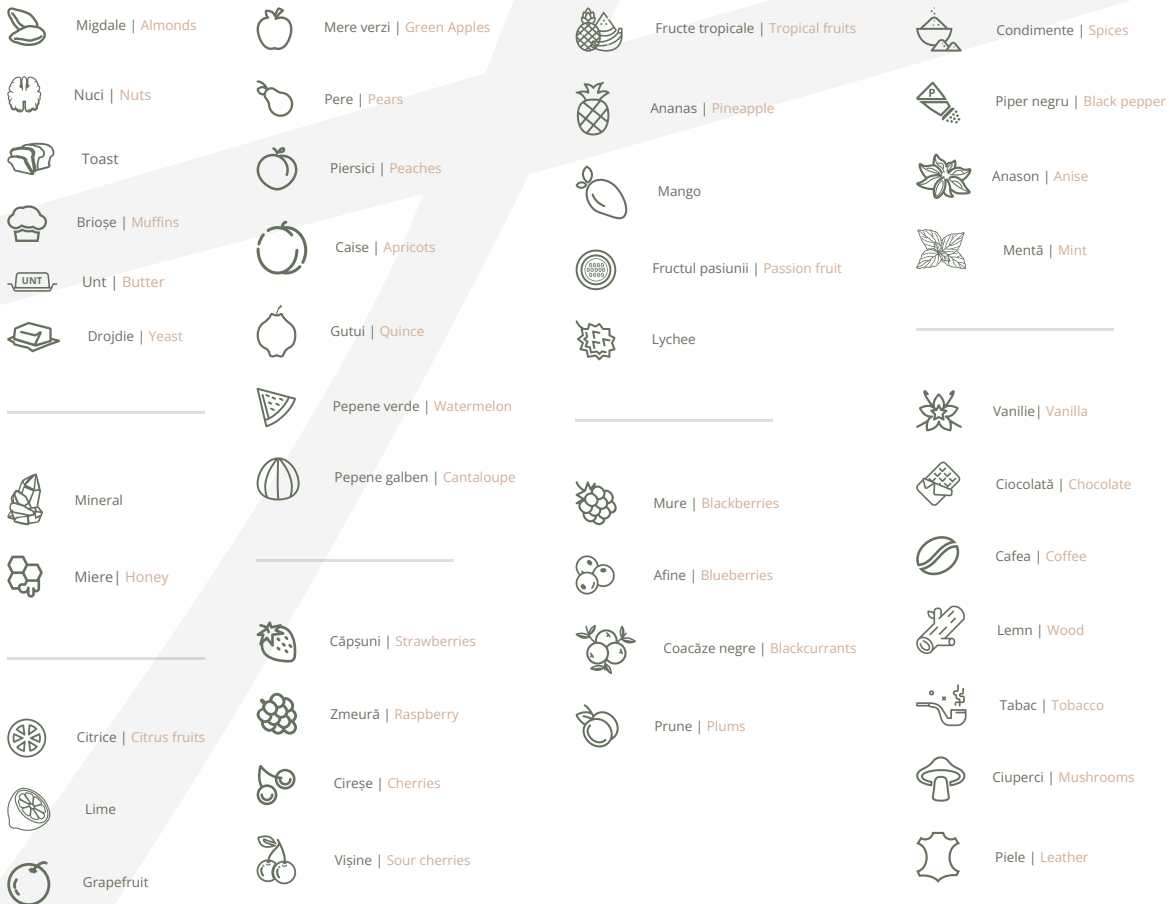 Migdale | Almonds
Nuci | Nuts
Toast
Brioșe | Muffins
UNT
Unt | Butter
Drojdie | Yeast
Mineral
Miere| Honey
Citrice | Citrus fruits
Lime
Grapefruit
Mere verzi | Green Apples
Pere | Pears
Piersici | Peaches
Caise | Apricots
Gutui | Quince
Pepene verde | Watermelon
Pepene galben | Cantaloupe
Căpșuni | Strawberries
Zmeură | Raspberry
Cireșe | Cherries
Vișine | Sour cherries
Fructe tropicale | Tropical fruits
Ananas | Pineapple
Mango
Fructul pasiunii | Passion fruit
Lychee
Mure | Blackberries
Afine | Blueberries
Coacăze negre | Blackcurrants
Prune | Plums
Condimente | Spices
P
Piper negru | Black pepper
Anason | Anise
Mentă | Mint
Vanilie| Vanilla
Ciocolată | Chocolate
Cafea | Coffee
Lemn | Wood
Tabac | Tobacco
Ciuperci | Mushrooms
Piele | Leather